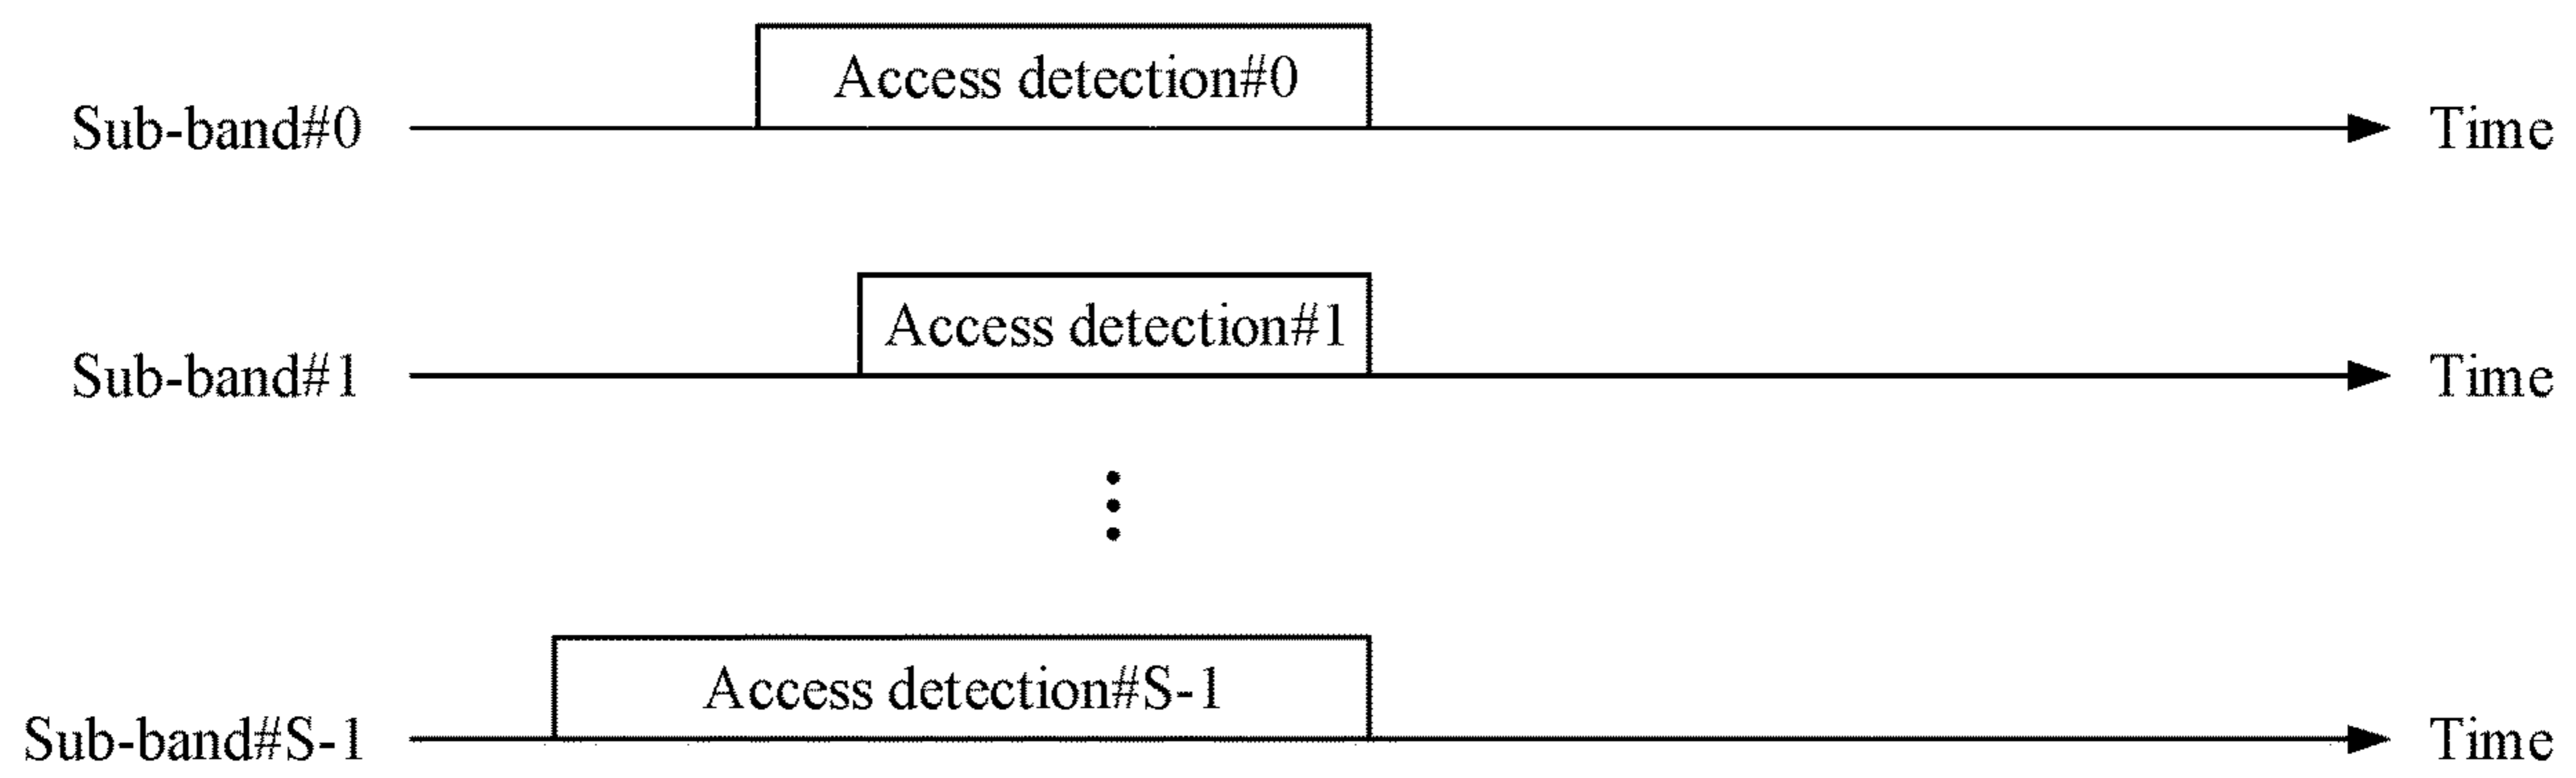 Access detection#0
Sub-band#0 Time
Access detection#1
Sub-band#1 Time
Access detection#S-1
Sub-band#S-1 Time